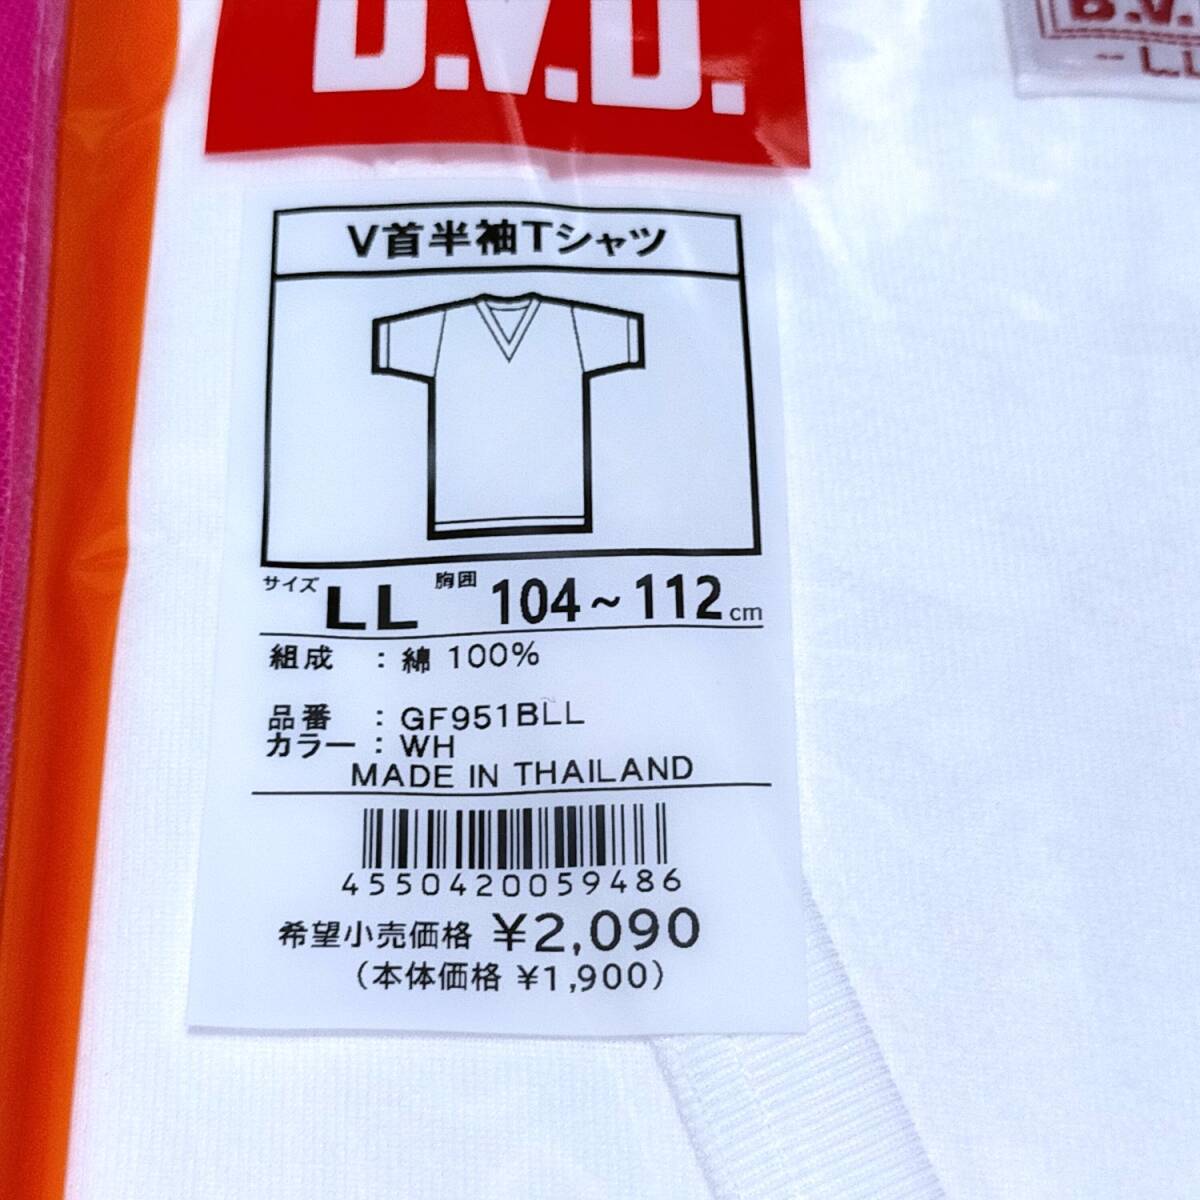 B.V.D.
B.V.
LL
V首半袖Tシャツ
サイズ LL 胸囲 104~112cm
組成 : 綿 100%
品番 : GF951BLL
カラー : WH
MADE IN THAILAND
4550420059486
希望小売価格 ¥2,090
(本体価格 ¥1,900)